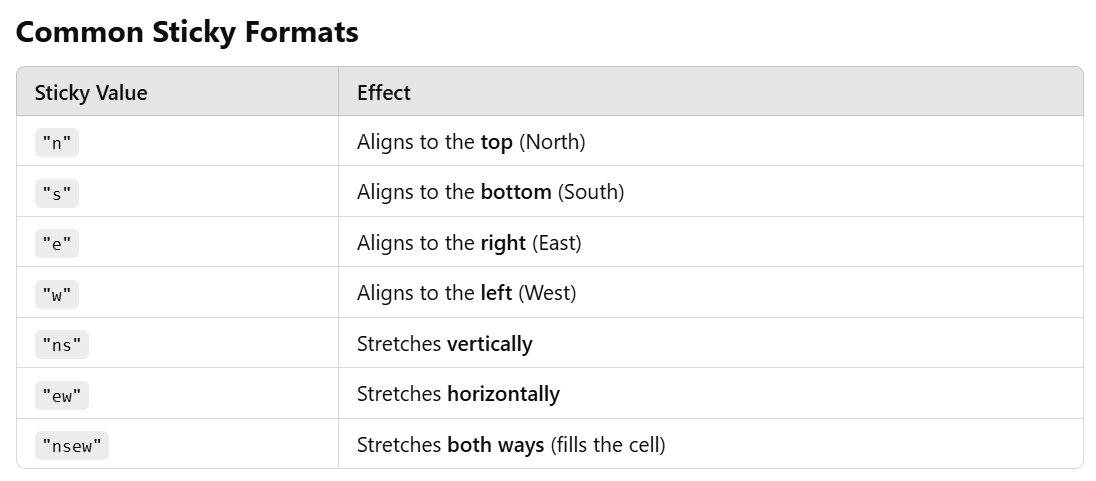 Common Sticky Formats
Sticky Value Effect
"n" Aligns to the top (North)
"s" Aligns to the bottom (South)
"e" Aligns to the right (East)
"w" Aligns to the left (West)
"ns" Stretches vertically
"ew" Stretches horizontally
"nsew" Stretches both ways (fills the cell)